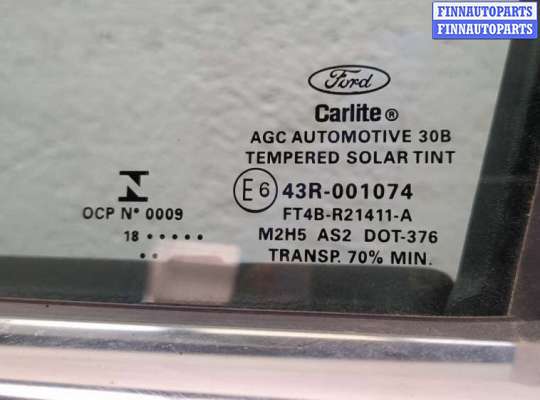 FINNAUTOPARTS
FINNAUTOPARTS
Ford
Carlite®
AGC AUTOMOTIVE 30B
TEMPERED SOLAR TINT
E6 43R-001074
FT4B-R21411-A
M2H5 AS2 DOT-376
TRANSP. 70% MIN.
N
OCP N° 0009
18 . . . . .
. .